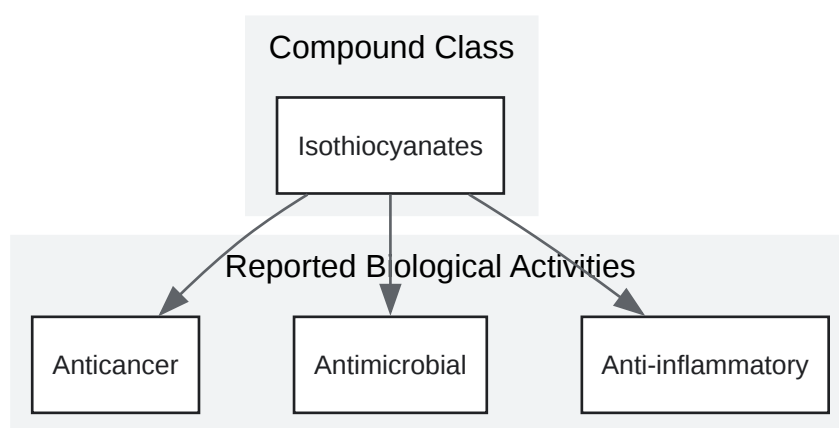 Compound Class
Isothiocyanates
Reported Biological Activities
Anticancer
Antimicrobial
Anti-inflammatory